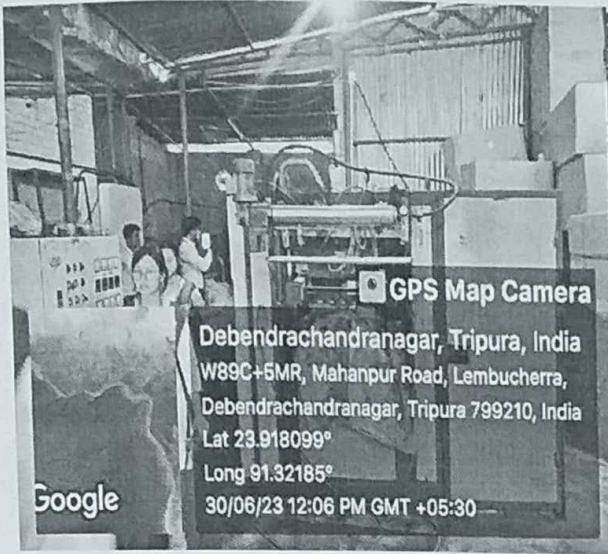 GPS Map Camera
Debendrachandranagar, Tripura, India
W89C+5MR, Mahanpur Road, Lembucherra,
Debendrachandranagar, Tripura 799210, India
Lat 23.918099°
Long 91.32185°
30/06/23 12:06 PM GMT +05:30
Google